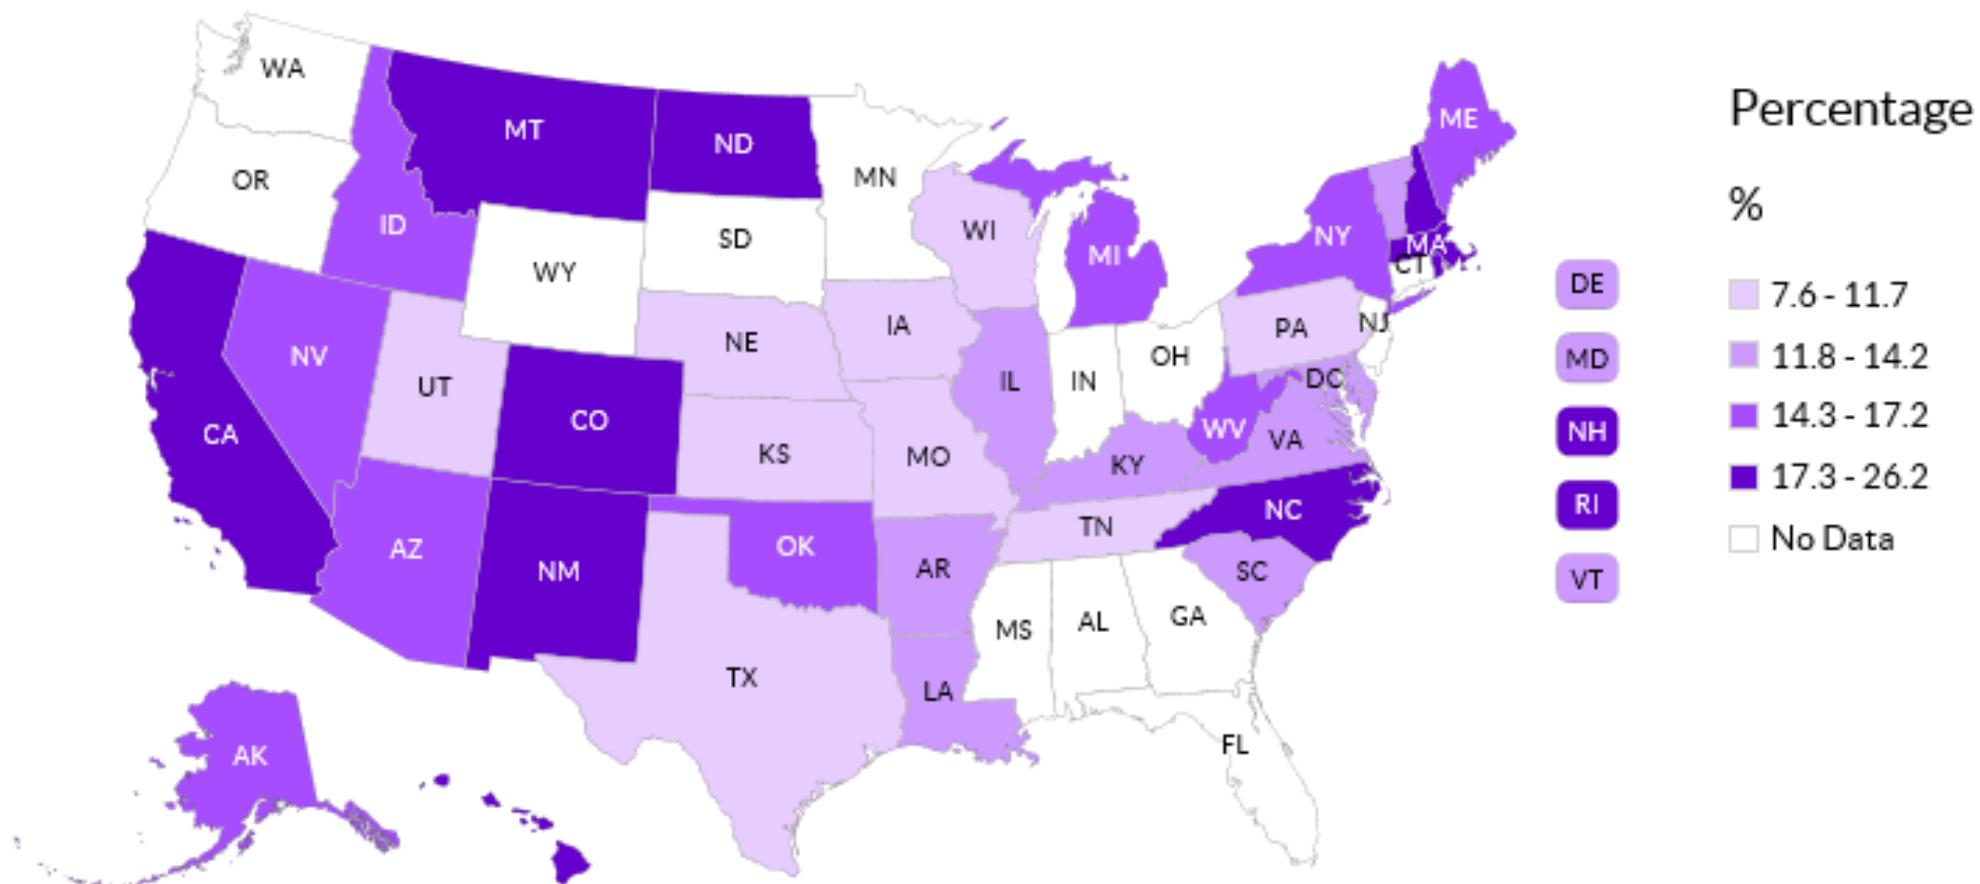 WA
MT
ND
ME
OR
MN
ID
SD
WI
NY
MA
WY
MI
CT
DE
NV
UT
NE
IA
PA
NJ
MD
OH
IL
IN
DC
CA
CO
KS
MO
KY
WV
VA
NH
AZ
NM
OK
AR
TN
NC
RI
SC
VT
TX
LA
MS
AL
GA
AK
FL
Percentage
%
7.6 - 11.7
11.8 - 14.2
14.3 - 17.2
17.3 - 26.2
No Data